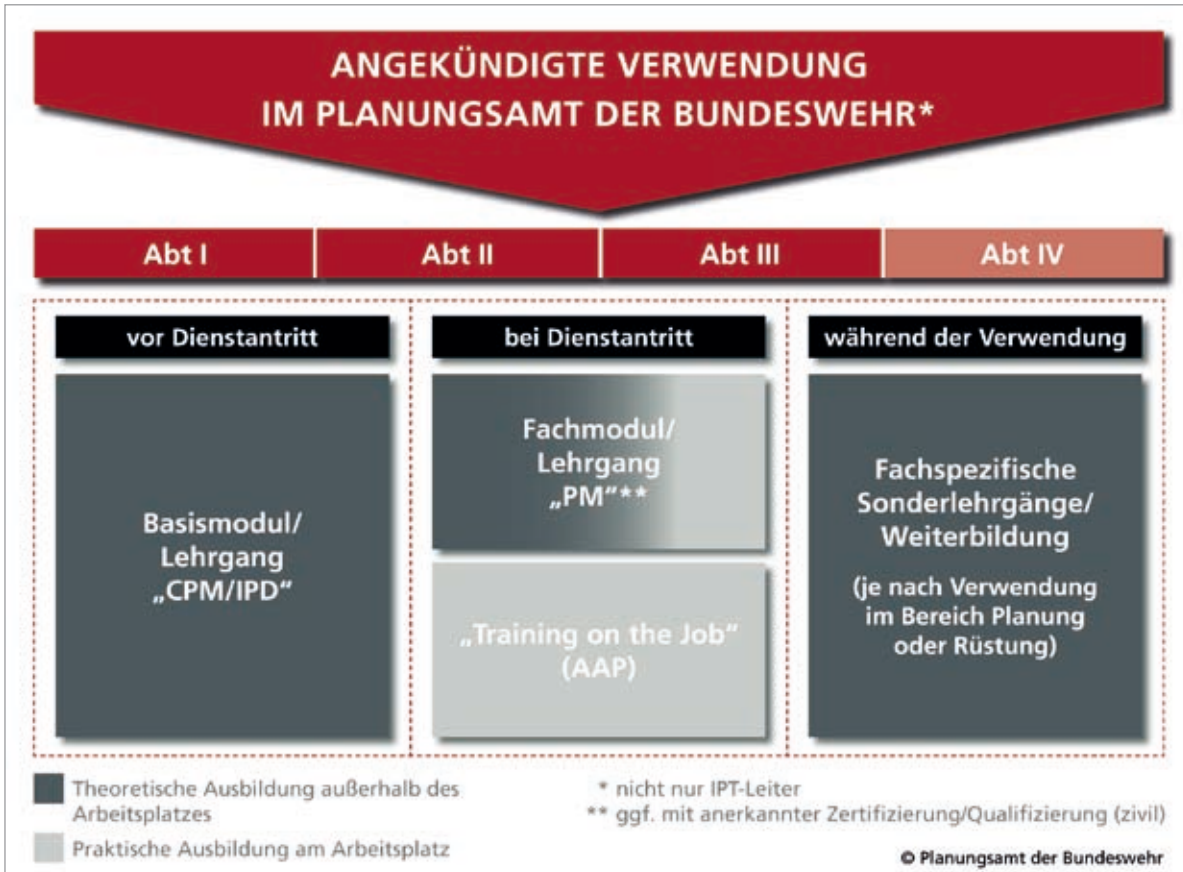 ANGEKÜNDIGTE VERWENDUNG
IM PLANUNGSAMT DER BUNDESWEHR*
Abt I
Abt II
Abt III
Abt IV
vor Dienstantritt
Basismodul/
Lehrgang
„CPM/IPD“
bei Dienstantritt
Fachmodul/
Lehrgang
„PM“**
„Training on the Job“
(AAP)
während der Verwendung
Fachspezifische
Sonderlehrgänge/
Weiterbildung
(je nach Verwendung
im Bereich Planung
oder Rüstung)
Theoretische Ausbildung außerhalb des
Arbeitsplatzes
Praktische Ausbildung am Arbeitsplatz
* nicht nur IPT-Leiter
** ggf. mit anerkannter Zertifizierung/Qualifizierung (zivil)
© Planungsamt der Bundeswehr